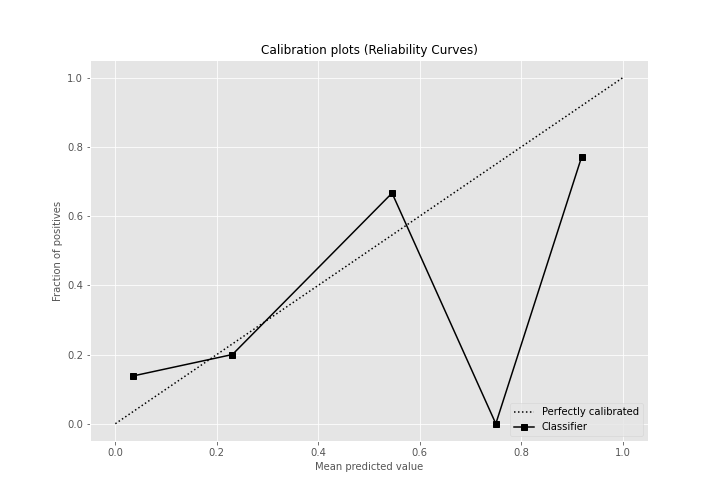 Calibration plots (Reliability Curves)
1.0
0.8
0.6
0.4
0.2
0.0
Fraction of positives
Perfectly calibrated
Classifier
0.0 0.2 0.4 0.6 0.8 1.0
Mean predicted value